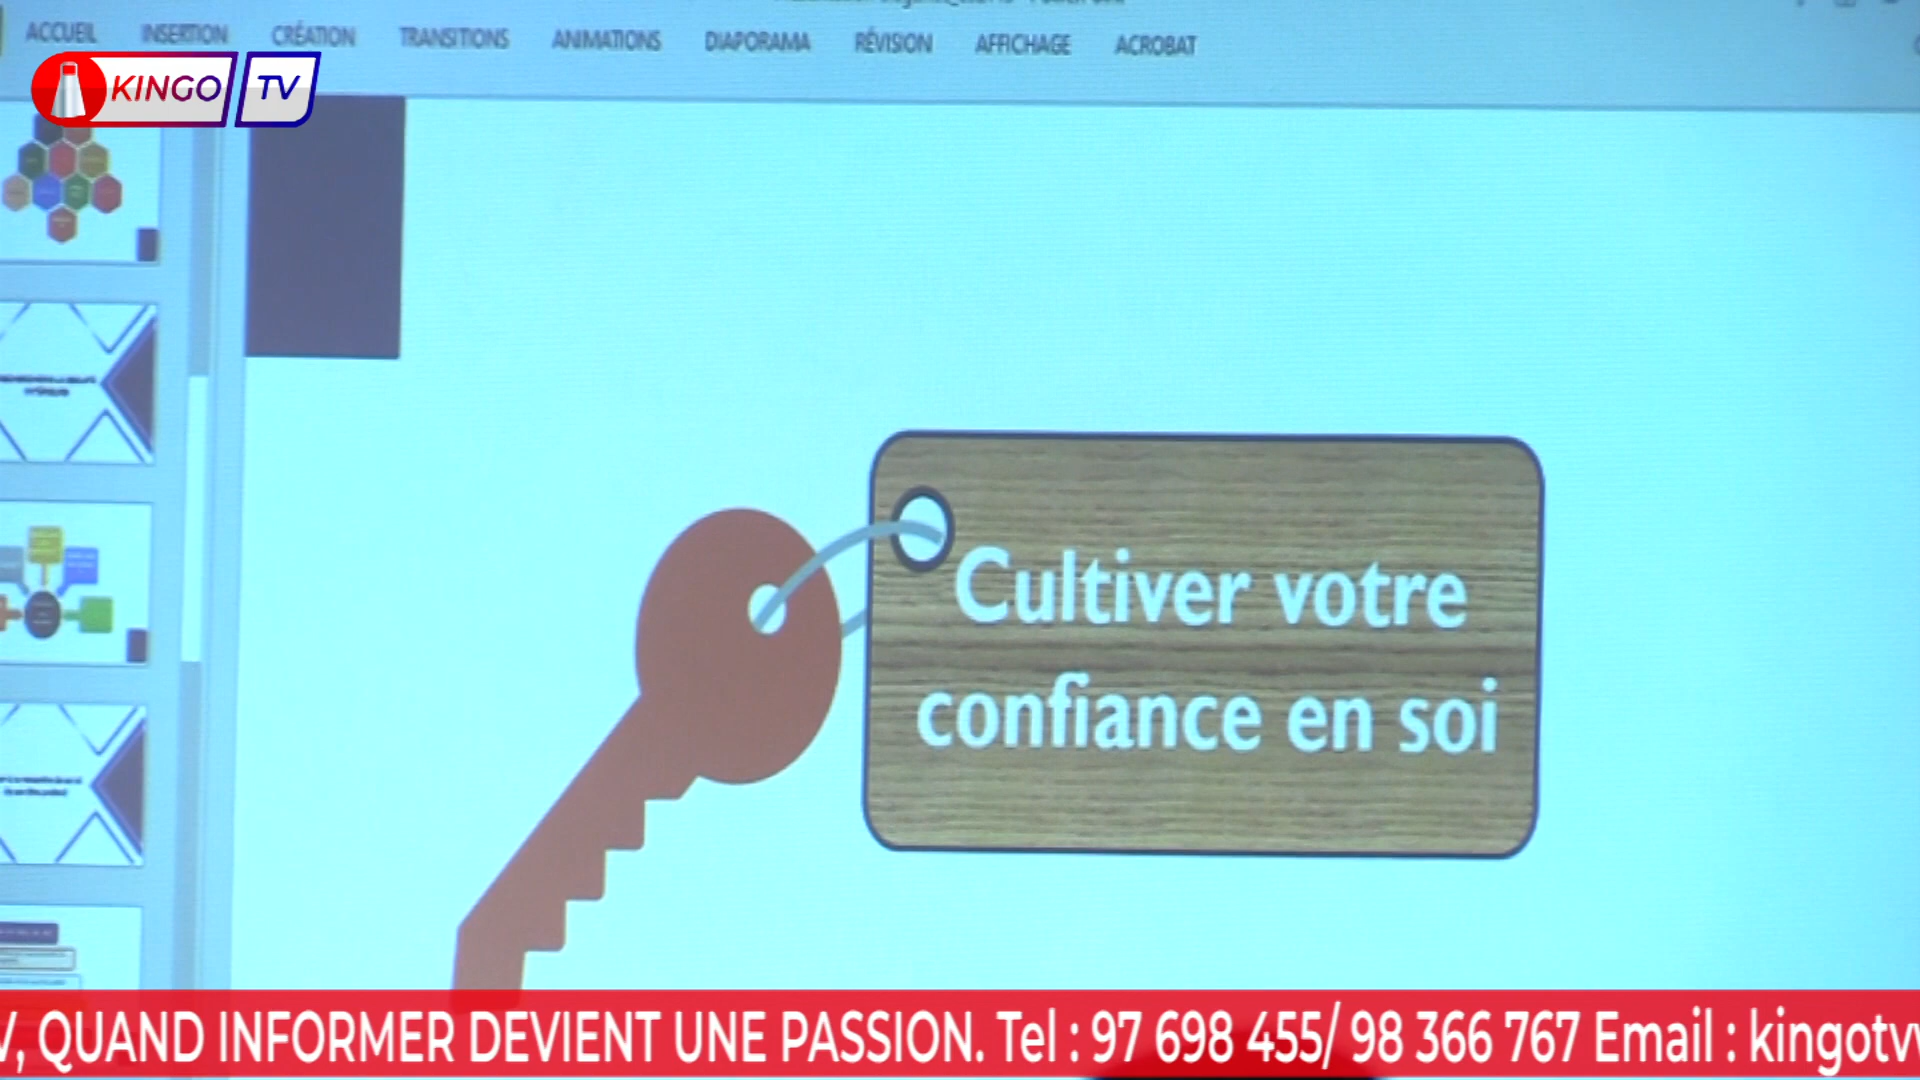 ACCUEIL INSERTION CRÉATION TRANSITIONS ANIMATIONS DIAPORAMA RÉVISION AFFICHAGE ACROBAT
KINGO TV
Cultiver votre
confiance en soi
V, QUAND INFORMER DEVIENT UNE PASSION. Tel : 97 698 455/ 98 366 767 Email : kingotv